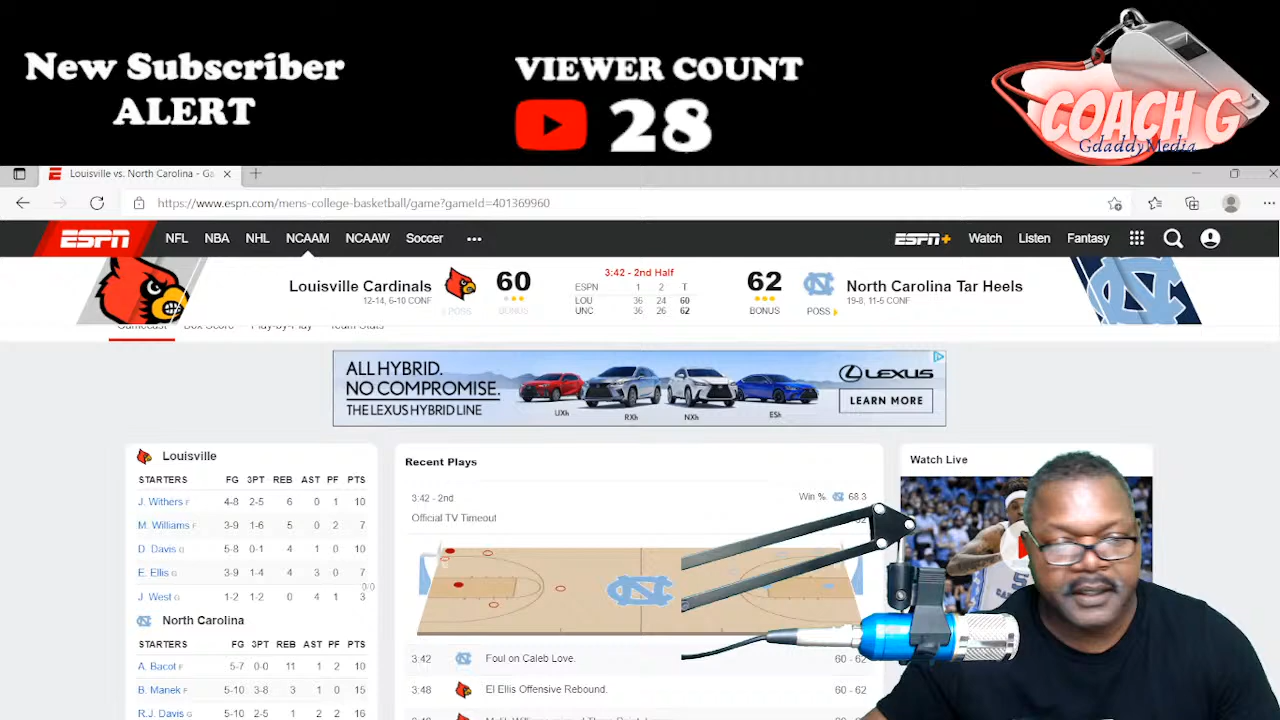 New Subscriber
ALERT
VIEWER COUNT
28
COACH G
GdaddyMedia
Louisville vs. North Carolina - Ga
https://www.espn.com/mens-college-basketball/game?gameId=401369960
ESPN NFL NBA NHL NCAAM NCAAW Soccer ... ESPN+ Watch Listen Fantasy
Louisville Cardinals
12-14, 6-10 CONF
60
POSS
BONUS
3:42 - 2nd Half
ESPN 1 2 T
LOU 36 24 60
UNC 36 26 62
62
BONUS
POSS
North Carolina Tar Heels
19-8, 11-5 CONF
Gamecast Box Score Play-by-Play Team Stats
ALL HYBRID.
NO COMPROMISE.
THE LEXUS HYBRID LINE
UXh RXh NXh ESh
LEXUS
LEARN MORE
Louisville
STARTERS FG 3PT REB AST PF PTS
J. Withers F 4-8 2-5 6 0 1 10
M. Williams F 3-9 1-6 5 0 2 7
D. Davis G 5-8 0-1 4 1 0 10
E. Ellis G 3-9 1-4 4 3 0 7
0-0
J. West G 1-2 1-2 0 4 1 3
North Carolina
STARTERS FG 3PT REB AST PF PTS
A. Bacot F 5-7 0-0 11 1 2 10
B. Manek F 5-10 3-8 3 1 0 15
R.J. Davis G 5-10 2-5 1 2 2 16
Recent Plays
3:42 - 2nd
Win % 68.3
Official TV Timeout
3:42 Foul on Caleb Love. 60 - 62
3:48 El Ellis Offensive Rebound. 60 - 62
Watch Live